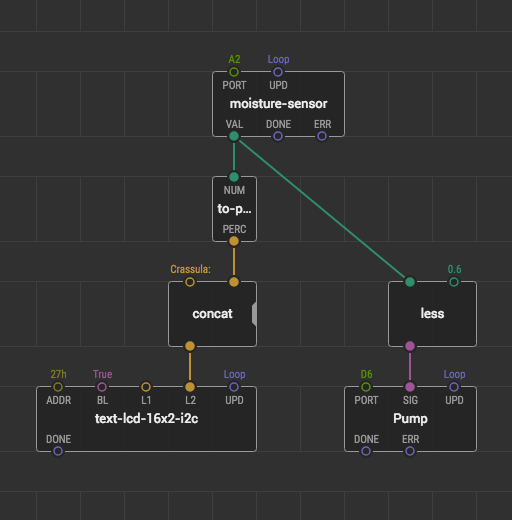 A2 Loop
PORT UPD
moisture-sensor
VAL DONE ERR
NUM
to-p...
PERC
Crassula: 0.6
concat less
27h True Loop D6 Loop
ADDR BL L1 L2 UPD PORT SIG UPD
text-lcd-16x2-i2c Pump
DONE DONE ERR